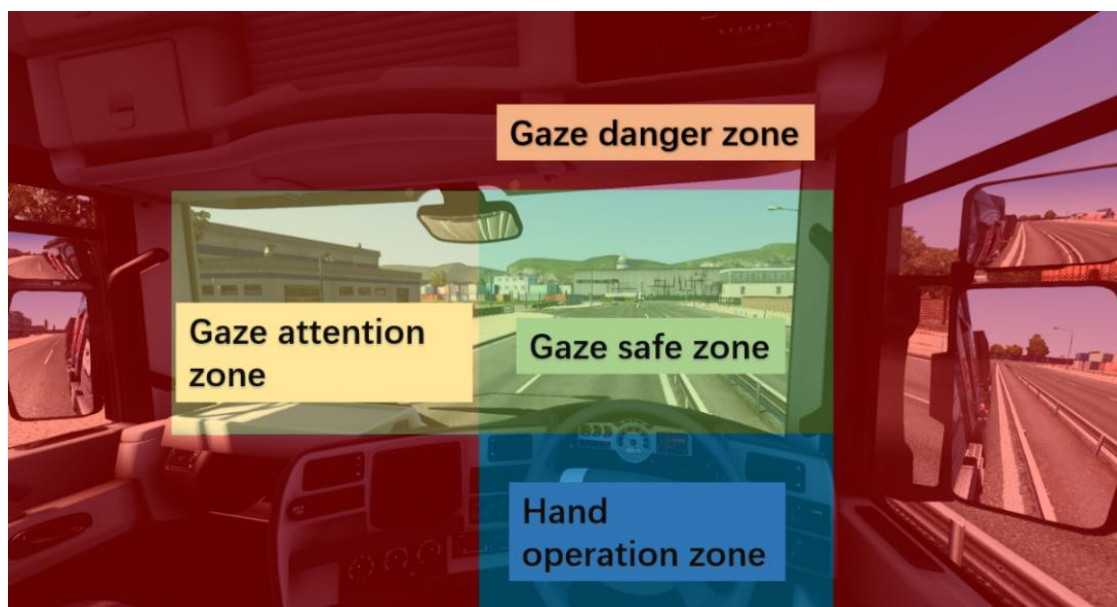 Gaze danger zone
Gaze attention
zone
Gaze safe zone
Hand
operation zone